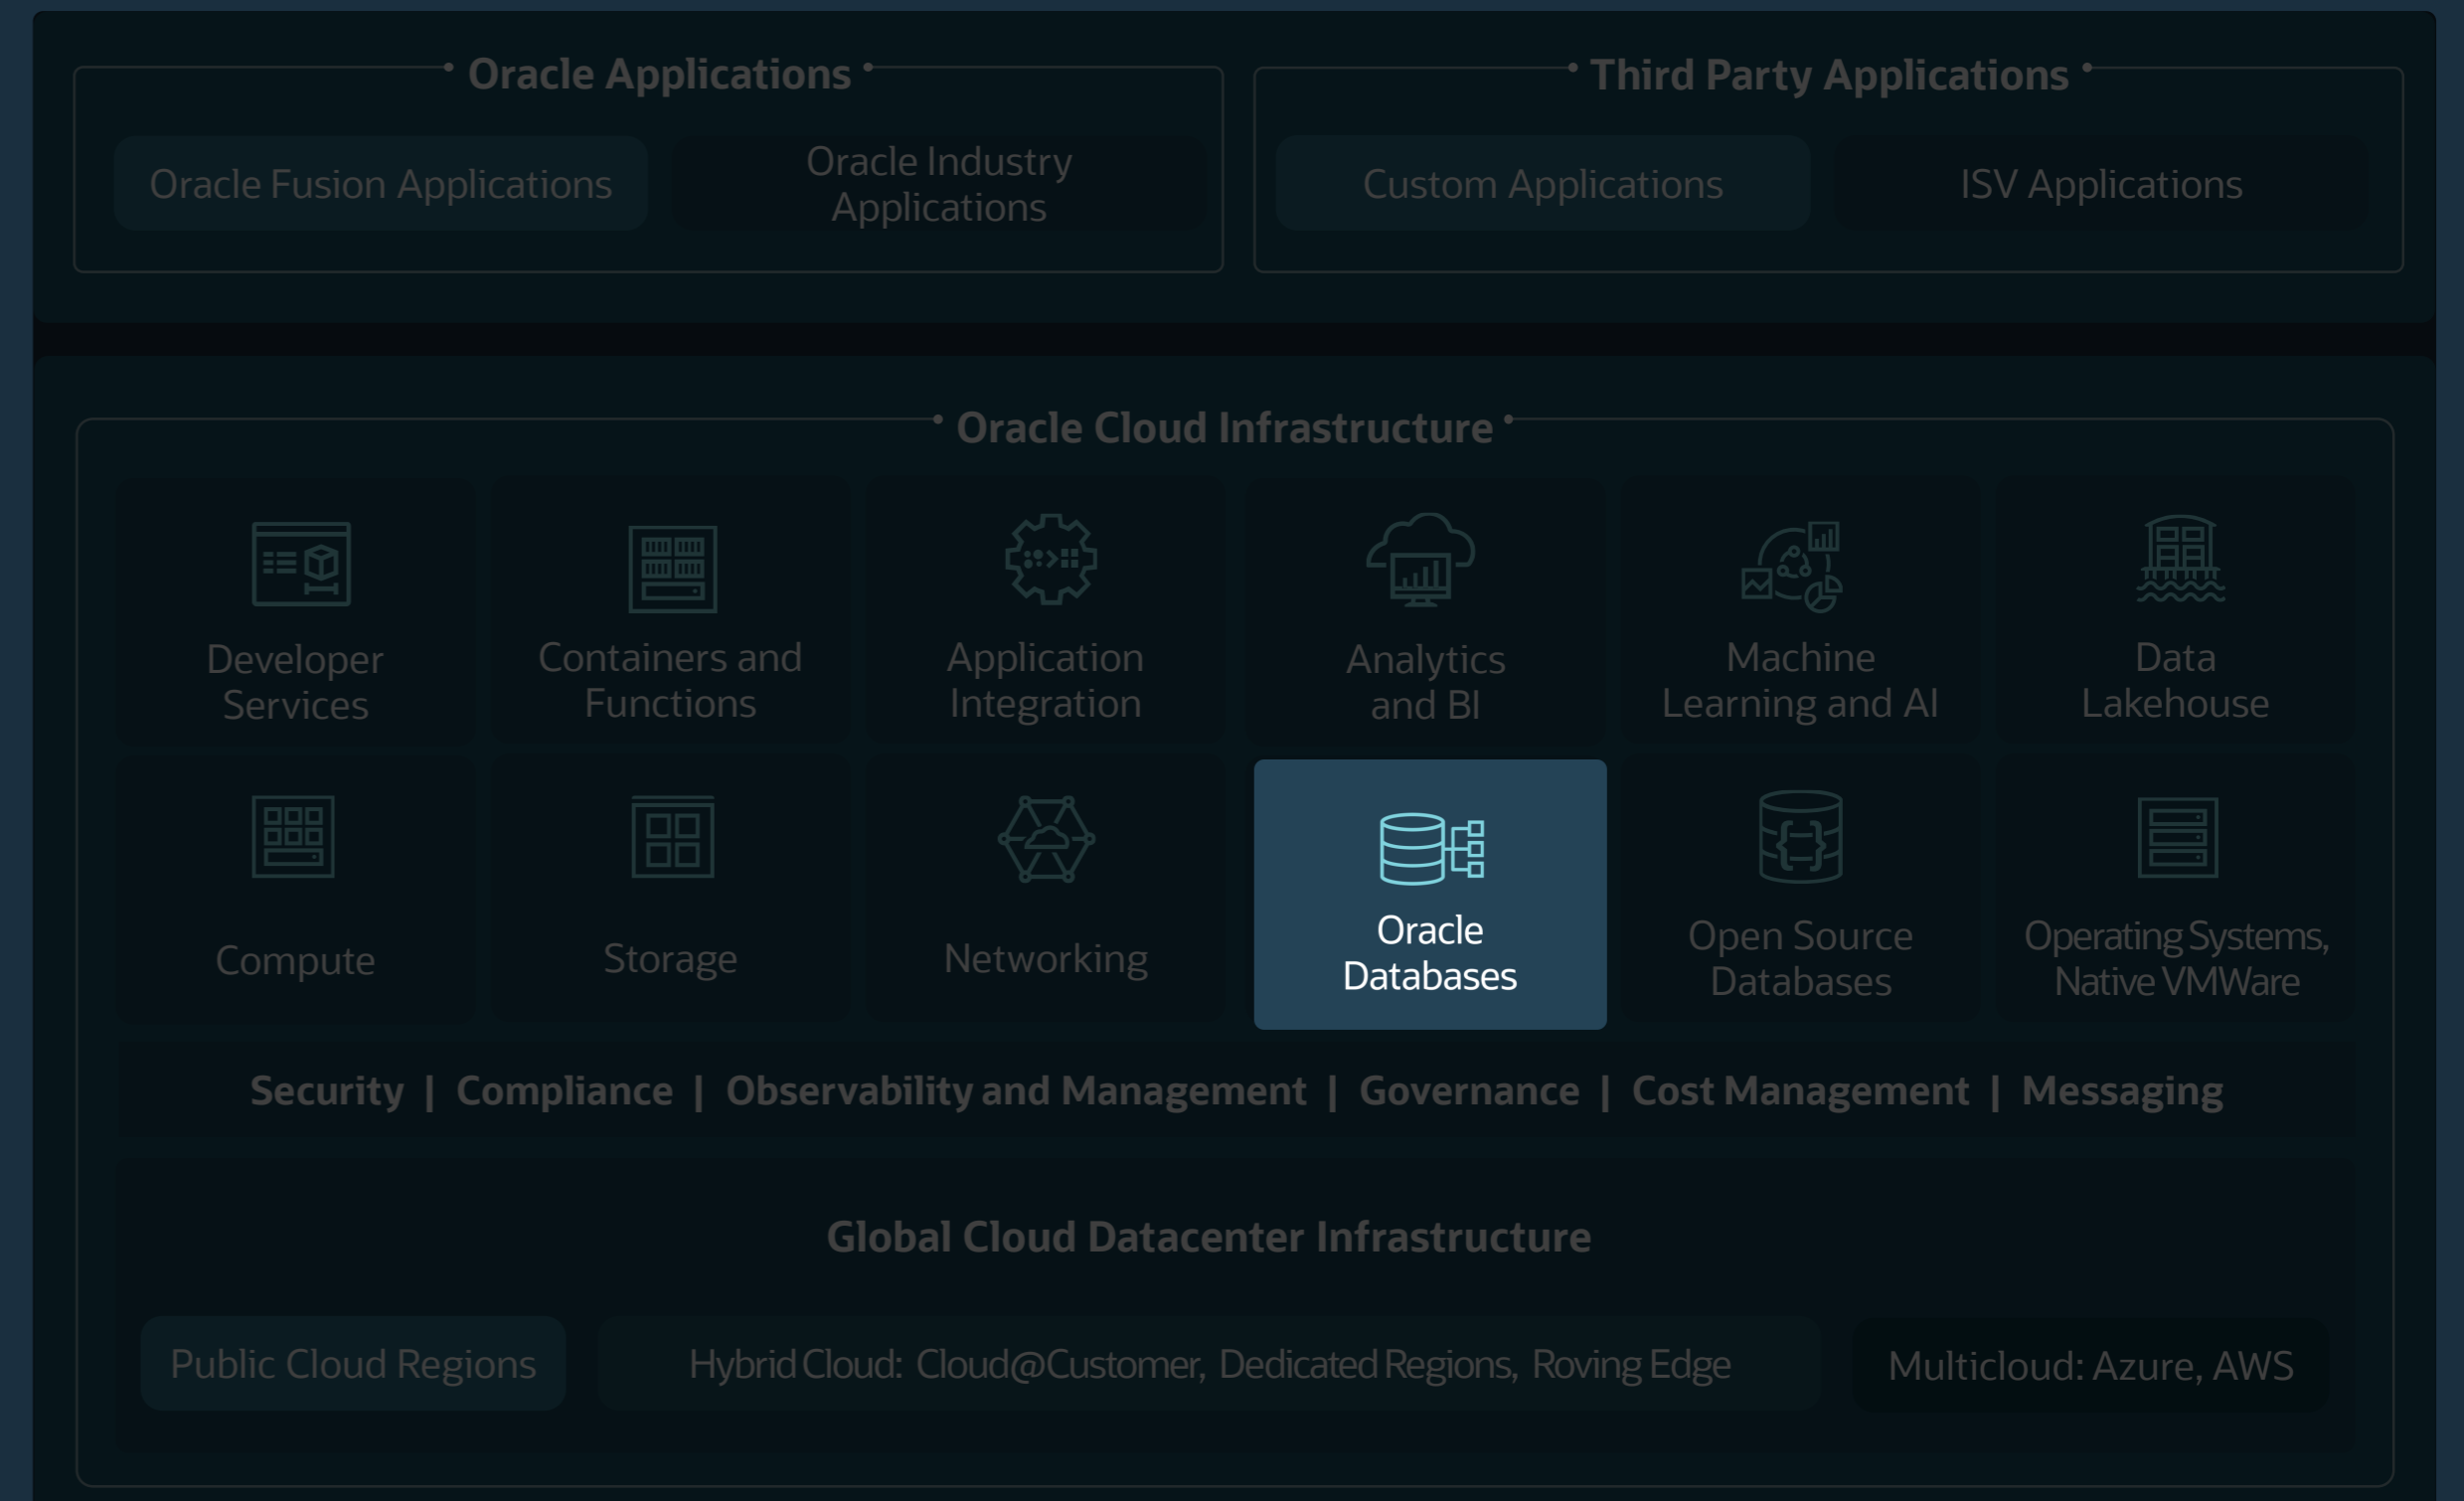 Oracle Applications
Third Party Applications
Oracle Fusion Applications
Oracle Industry
Applications
Custom Applications
ISV Applications
Oracle Cloud Infrastructure
Developer
Services
Containers and
Functions
Application
Integration
Analytics
and BI
Machine
Learning and AI
Data
Lakehouse
Compute
Storage
Networking
Oracle
Databases
Open Source
Databases
Operating Systems,
Native VMWare
Security | Compliance | Observability and Management | Governance | Cost Management | Messaging
Global Cloud Datacenter Infrastructure
Public Cloud Regions
Hybrid Cloud: Cloud@Customer, Dedicated Regions, Roving Edge
Multicloud: Azure, AWS